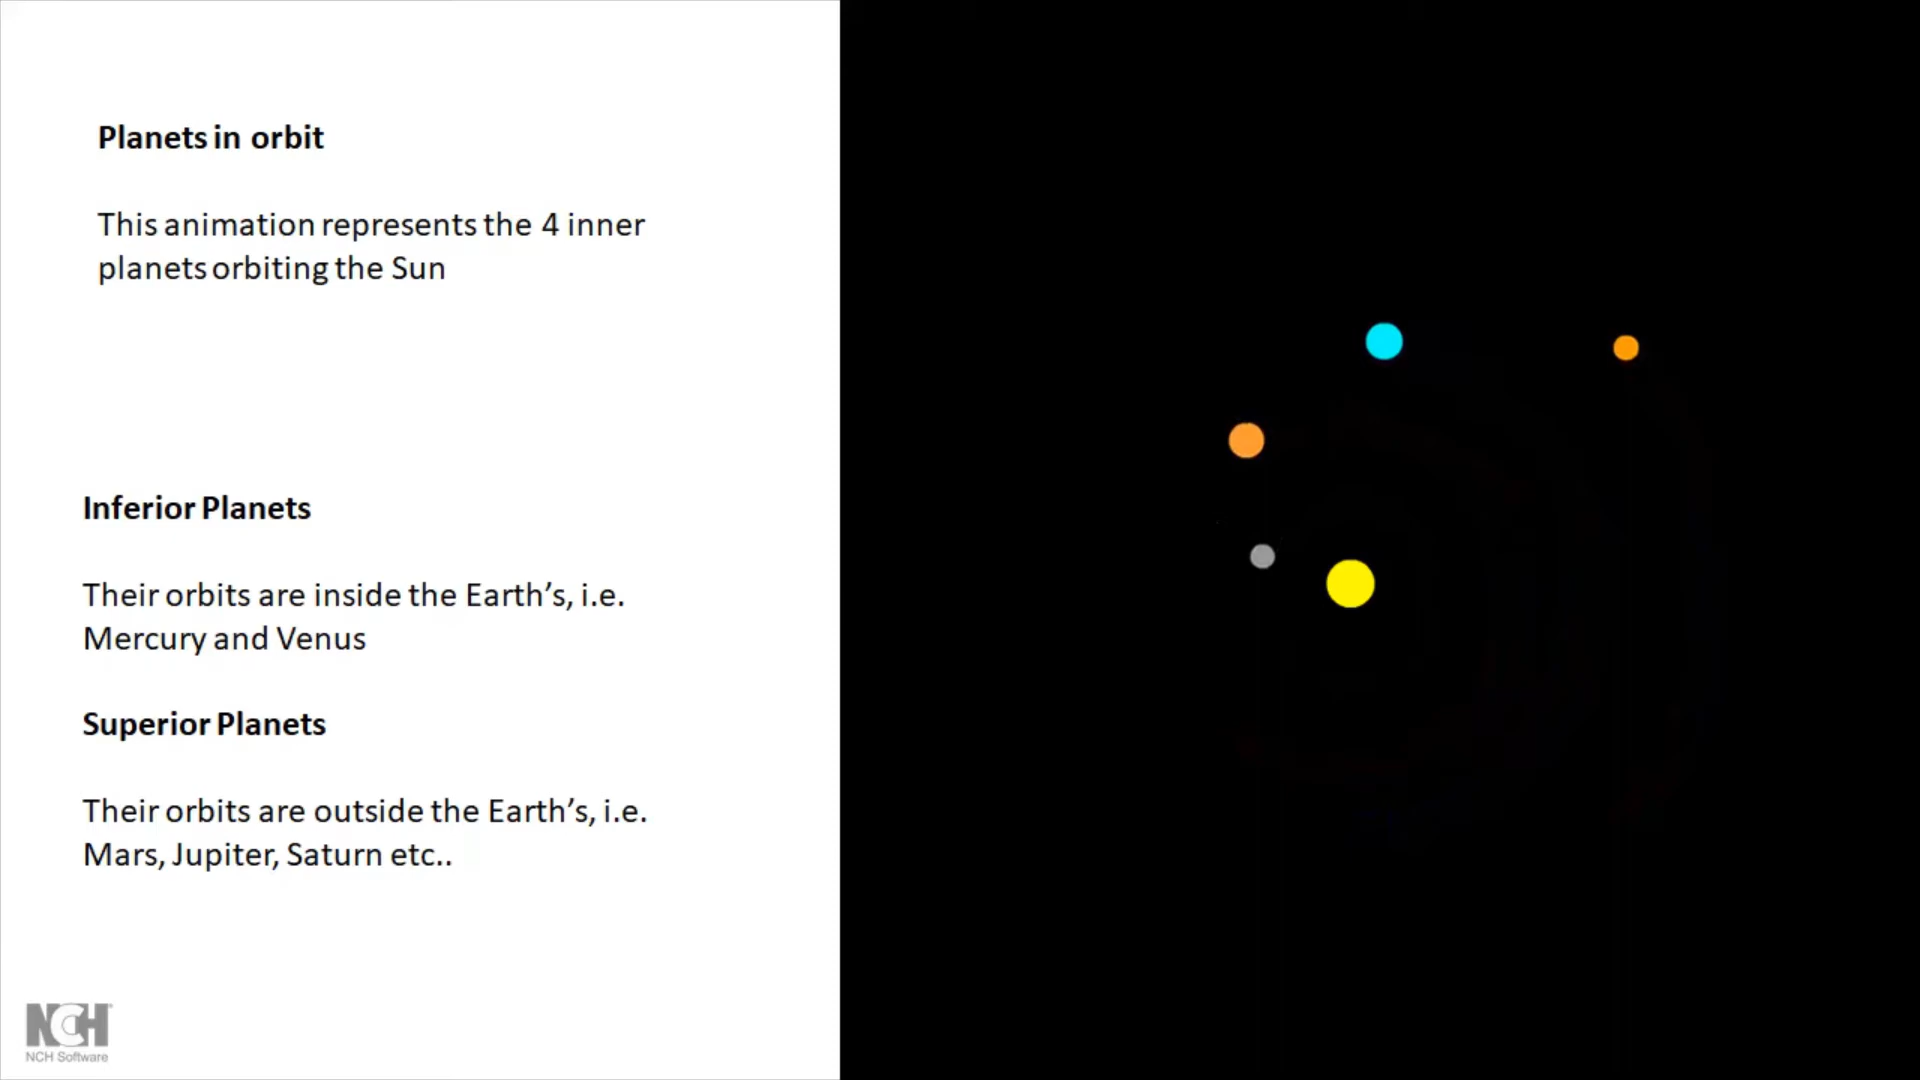 Planets in orbit
This animation represents the 4 inner
planets orbiting the Sun
Inferior Planets
Their orbits are inside the Earth’s, i.e.
Mercury and Venus
Superior Planets
Their orbits are outside the Earth’s, i.e.
Mars, Jupiter, Saturn etc..
NCH
NCH Software